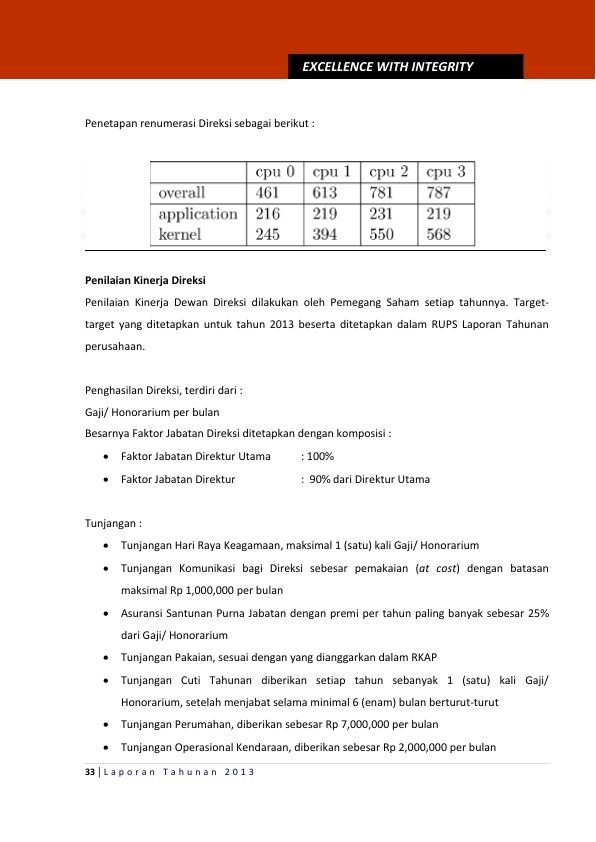 EXCELLENCE WITH INTEGRITY
Penetapan renumerasi Direksi sebagai berikut :
cpu 0 cpu 1 cpu 2 cpu 3
overall 461 613 781 787
application 216 219 231 219
kernel 245 394 550 568
Penilaian Kinerja Direksi
Penilaian Kinerja Dewan Direksi dilakukan oleh Pemegang Saham setiap tahunnya. Target-
target yang ditetapkan untuk tahun 2013 beserta ditetapkan dalam RUPS Laporan Tahunan
perusahaan.
Penghasilan Direksi, terdiri dari :
Gaji/ Honorarium per bulan
Besarnya Faktor Jabatan Direksi ditetapkan dengan komposisi :
• Faktor Jabatan Direktur Utama : 100%
• Faktor Jabatan Direktur : 90% dari Direktur Utama
Tunjangan :
• Tunjangan Hari Raya Keagamaan, maksimal 1 (satu) kali Gaji/ Honorarium
• Tunjangan Komunikasi bagi Direksi sebesar pemakaian (at cost) dengan batasan
maksimal Rp 1,000,000 per bulan
• Asuransi Santunan Purna Jabatan dengan premi per tahun paling banyak sebesar 25%
dari Gaji/ Honorarium
• Tunjangan Pakaian, sesuai dengan yang dianggarkan dalam RKAP
• Tunjangan Cuti Tahunan diberikan setiap tahun sebanyak 1 (satu) kali Gaji/
Honorarium, setelah menjabat selama minimal 6 (enam) bulan berturut-turut
• Tunjangan Perumahan, diberikan sebesar Rp 7,000,000 per bulan
• Tunjangan Operasional Kendaraan, diberikan sebesar Rp 2,000,000 per bulan
33 | Laporan Tahunan 2013